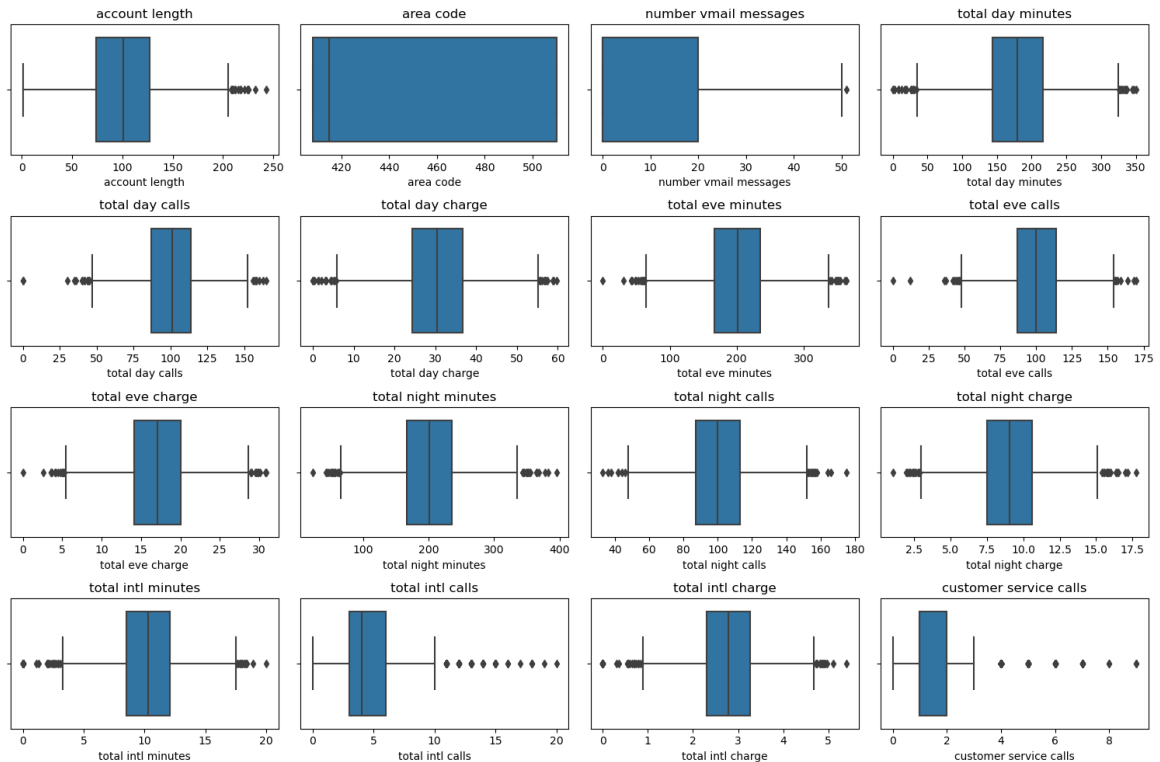 account length
area code
number vmail messages
total day minutes
0 50 100 150 200 250
420 440 460 480 500
0 10 20 30 40 50
0 50 100 150 200 250 300 350
account length
area code
number vmail messages
total day minutes
total day calls
total day charge
total eve minutes
total eve calls
0 25 50 75 100 125 150
0 10 20 30 40 50 60
0 100 200 300
0 25 50 75 100 125 150 175
total day calls
total day charge
total eve minutes
total eve calls
total eve charge
total night minutes
total night calls
total night charge
0 5 10 15 20 25 30
100 200 300 400
40 60 80 100 120 140 160 180
2.5 5.0 7.5 10.0 12.5 15.0 17.5
total eve charge
total night minutes
total night calls
total night charge
total intl minutes
total intl calls
total intl charge
customer service calls
0 5 10 15 20
0 5 10 15 20
0 1 2 3 4 5
0 2 4 6 8
total intl minutes
total intl calls
total intl charge
customer service calls